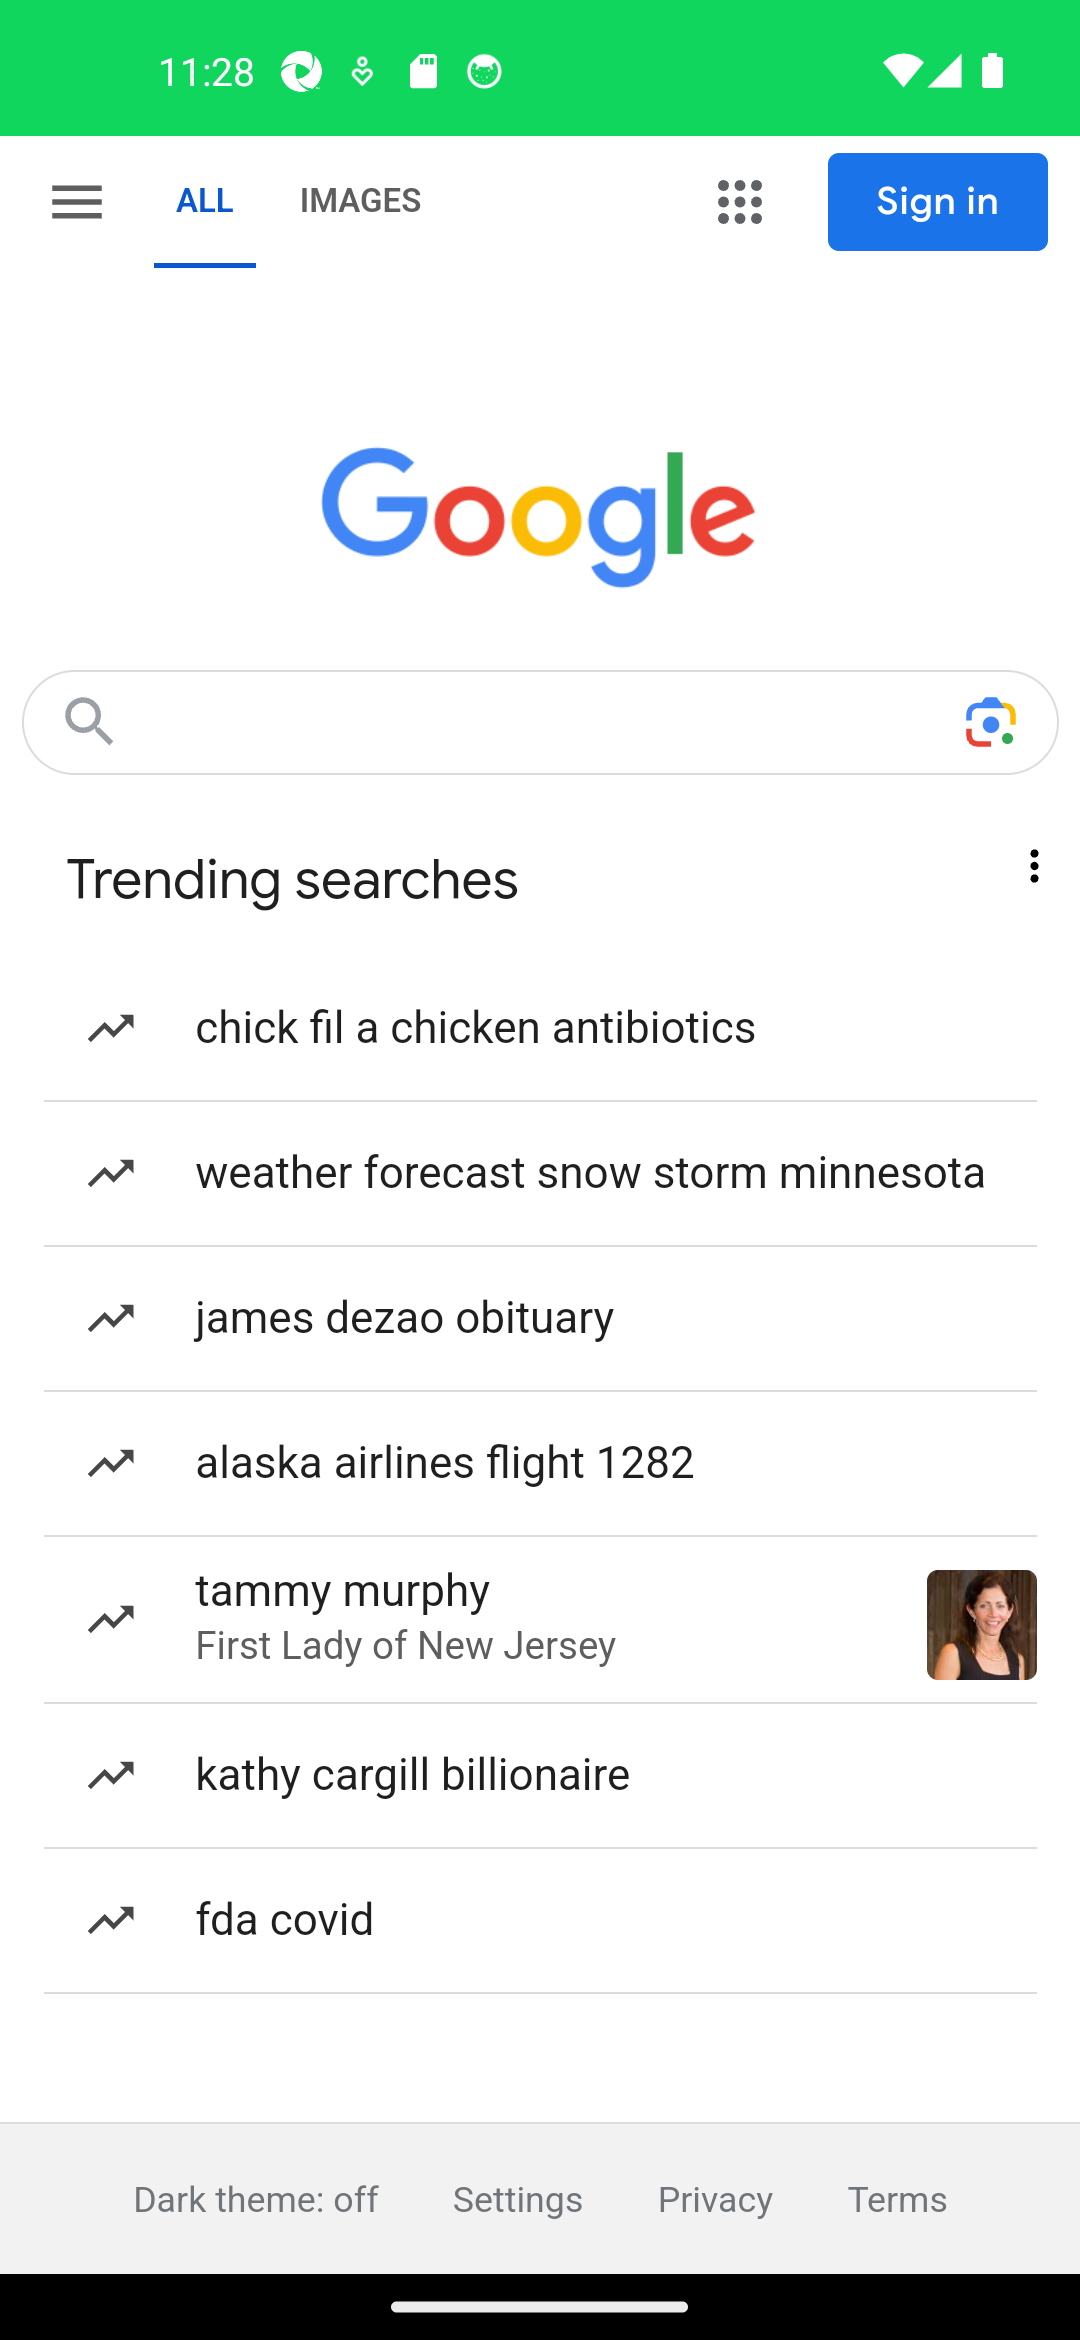 11:28
ALL IMAGES Sign in
Google
Trending searches
chick fil a chicken antibiotics
weather forecast snow storm minnesota
james dezao obituary
alaska airlines flight 1282
tammy murphy
First Lady of New Jersey
kathy cargill billionaire
fda covid
Dark theme: off Settings Privacy Terms